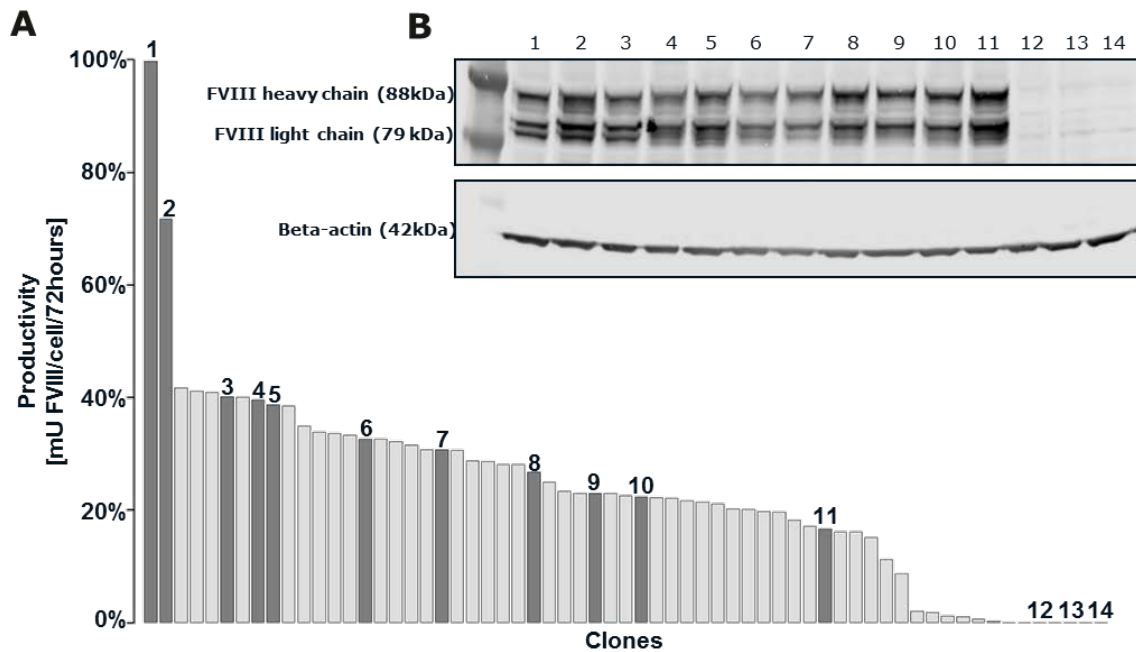 A
B
1 2 3 4 5 6 7 8 9 10 11 12 13 14
FVIII heavy chain (88kDa)
FVIII light chain (79 kDa)
Beta-actin (42kDa)
Productivity
[mU FVIII/cell/72hours]
100%
80%
60%
40%
20%
0%
1
2
3
4
5
6
7
8
9
10
11
12 13 14
Clones